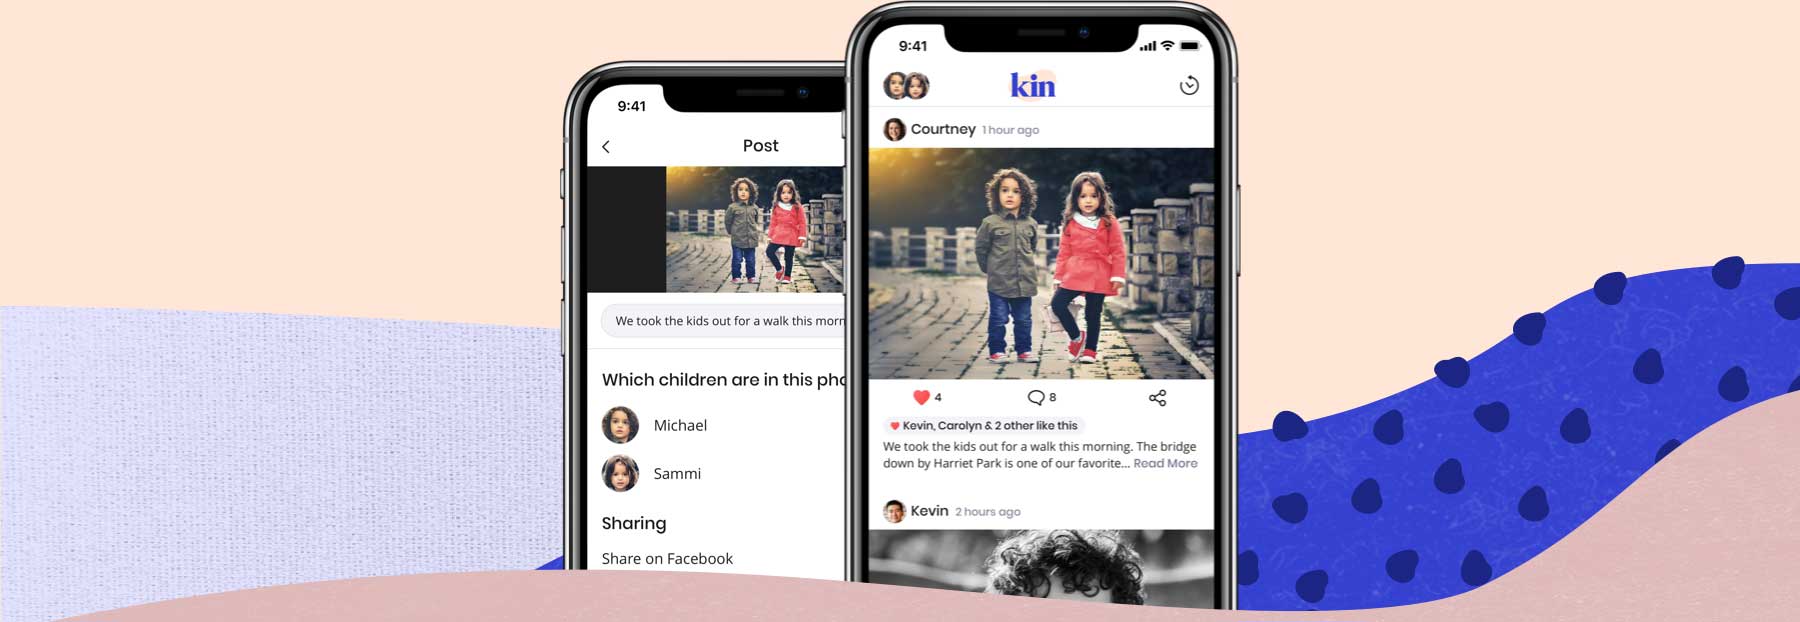 9:41
Post
We took the kids out for a walk this morn
Which children are in this pho
Michael
Sammi
Sharing
Share on Facebook
9:41
kin
Courtney 1 hour ago
4 8
Kevin, Carolyn & 2 other like this
We took the kids out for a walk this morning. The bridge
down by Harriet Park is one of our favorite... Read More
Kevin 2 hours ago